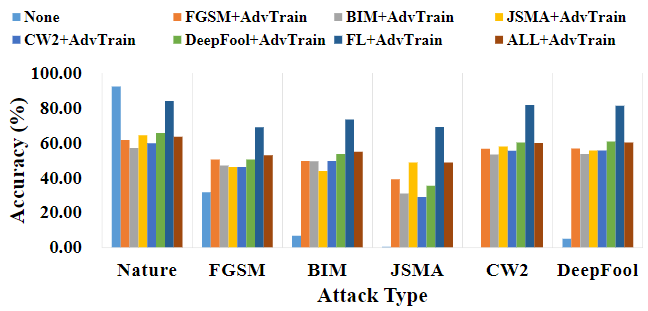 None FGSM+AdvTrain BIM+AdvTrain JSMA+AdvTrain
CW2+AdvTrain DeepFool+AdvTrain FL+AdvTrain ALL+AdvTrain
100.00
80.00
60.00
40.00
20.00
0.00
Accuracy (%)
Nature FGSM BIM JSMA CW2 DeepFool
Attack Type